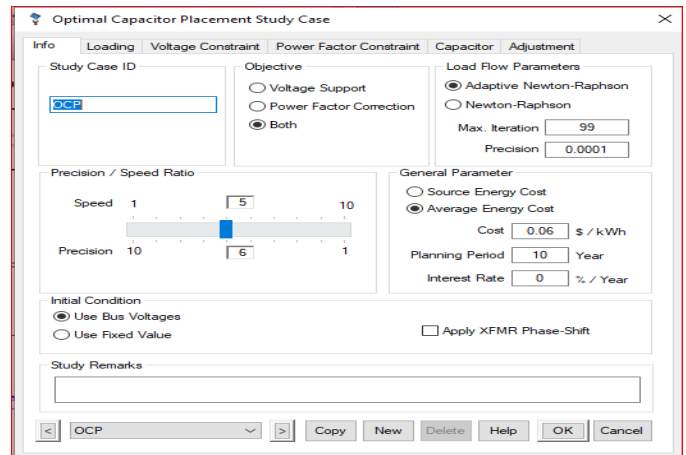 Optimal Capacitor Placement Study Case
Info Loading Voltage Constraint Power Factor Constraint Capacitor Adjustment
Study Case ID
OCP
Objective
Voltage Support
Power Factor Correction
Both
Load Flow Parameters
Adaptive Newton-Raphson
Newton-Raphson
Max. Iteration 99
Precision 0.0001
Precision / Speed Ratio
Speed 1 5 10
Precision 10 6 1
General Parameter
Source Energy Cost
Average Energy Cost
Cost 0.06 $ / kWh
Planning Period 10 Year
Interest Rate 0 % / Year
Initial Condition
Use Bus Voltages
Use Fixed Value
Apply XFMR Phase-Shift
Study Remarks
< OCP > Copy New Delete Help OK Cancel